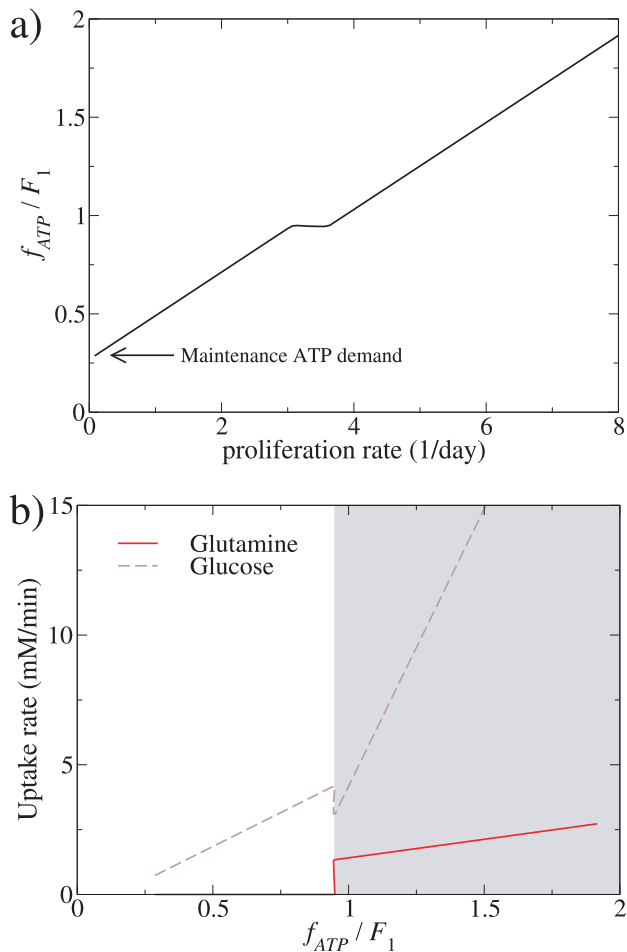 a)
2
1.5
1
0.5
0
f_ATP / F_1
Maintenance ATP demand
0 2 4 6 8
proliferation rate (1/day)
b)
15
10
5
0
Uptake rate (mM/min)
Glutamine
Glucose
0 0.5 1 1.5 2
f_ATP / F_1